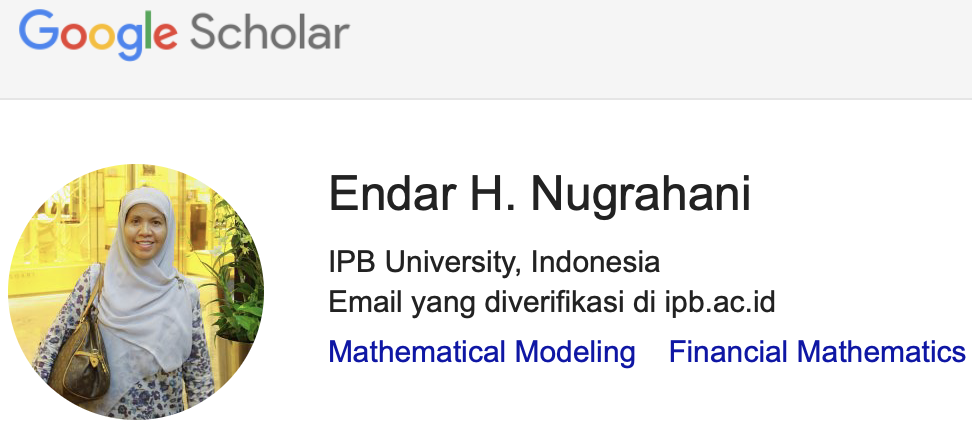 Google Scholar
Endar H. Nugrahani
IPB University, Indonesia
Email yang diverifikasi di ipb.ac.id
Mathematical Modeling Financial Mathematics